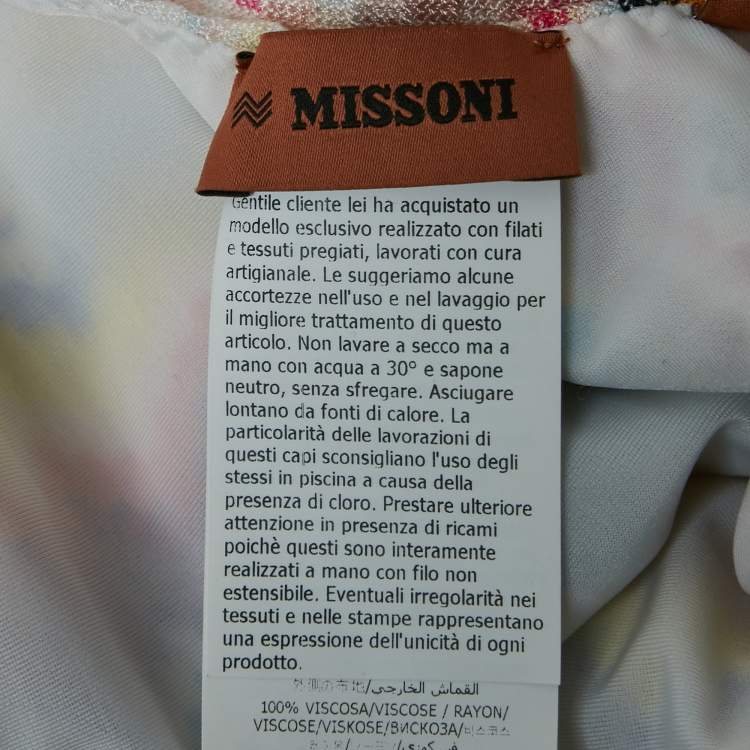 MISSONI
Gentile cliente lei ha acquistato un
modello esclusivo realizzato con filati
e tessuti pregiati, lavorati con cura
artigianale. Le suggeriamo alcune
accortezze nell'uso e nel lavaggio per
il migliore trattamento di questo
articolo. Non lavare a secco ma a
mano con acqua a 30° e sapone
neutro, senza sfregare. Asciugare
lontano da fonti di calore. La
particolarità delle lavorazioni di
questi capi sconsigliano l'uso degli
stessi in piscina a causa della
presenza di cloro. Prestare ulteriore
attenzione in presenza di ricami
poichè questi sono interamente
realizzati a mano con filo non
estensibile. Eventuali irregolarità nei
tessuti e nelle stampe rappresentano
una espressione dell'unicità di ogni
prodotto.
القماش الخارجي/
100% VISCOSA/VISCOSE / RAYON/
VISCOSE/VISKOSE/ВИСКОЗА/비스코스